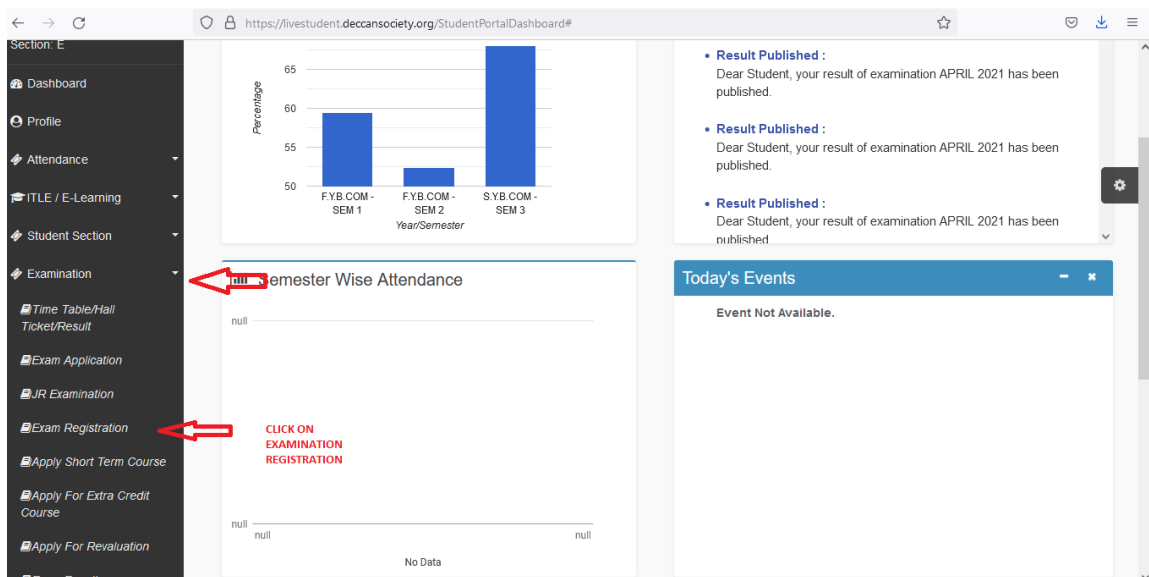 https://livestudent.deccansociety.org/StudentPortalDashboard#
Section: E
Dashboard
Profile
Attendance
ITLE / E-Learning
Student Section
Examination
Time Table/Hall
Ticket/Result
Exam Application
JR Examination
Exam Registration
Apply Short Term Course
Apply For Extra Credit
Course
Apply For Revaluation
65
60
55
50
Percentage
F.Y.B.COM -
SEM 1
F.Y.B.COM -
SEM 2
S.Y.B.COM -
SEM 3
Year/Semester
Result Published :
Dear Student, your result of examination APRIL 2021 has been
published.
Result Published :
Dear Student, your result of examination APRIL 2021 has been
published.
Result Published :
Dear Student, your result of examination APRIL 2021 has been
published
Semester Wise Attendance
null
CLICK ON
EXAMINATION
REGISTRATION
null
null
null
No Data
Today's Events
Event Not Available.